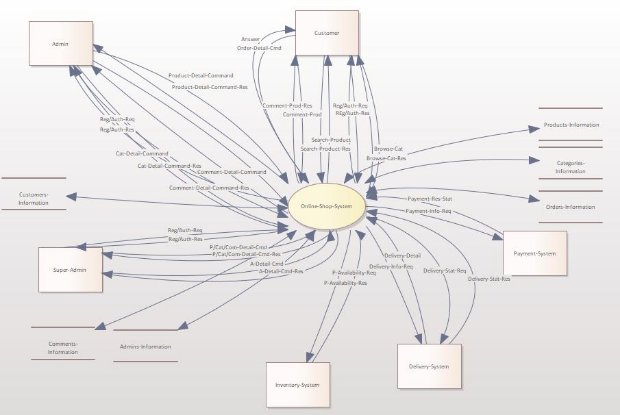 Customer
Admin
Answer
Order-Detail-Cmd
Product-Detail-Command
Product-Detail-Command-Res
Comment-Prod-Res
Comment-Prod
Reg/Auth-Req
REg/Auth-Res
Reg/Auth-Req
Reg/Auth-Res
Products-Information
Search-Product
Search-Product-Res
Browse-Cat
Browse-Cat-Res
Cat-Detail-Command
Cat-Detail-Command-Res
Categories-
Information
Comment-Detail-Command
Comment-Detail-Command-Res
Customers-
Information
Online-Shop-System
Payment-Res-Stat
Payment-Info-Req
Orders-Information
Reg/Auth-Req
Reg/Auth-Res
P/Cat/Com-Detail-Cmd
P/Cat/Com-Detail-Cmd-Res
A-Detail-Cmd
A-Detail-Cmd-Res
Super-Admin
Payment-System
Delivery-Detail
Delivery-Info-Req
Delivery-Stat-Req
Delivery-Stat-Res
P-Availability-Req
P-Availability-Res
Comments-
Information
Admins-Information
Inventory-System
Delivery-System